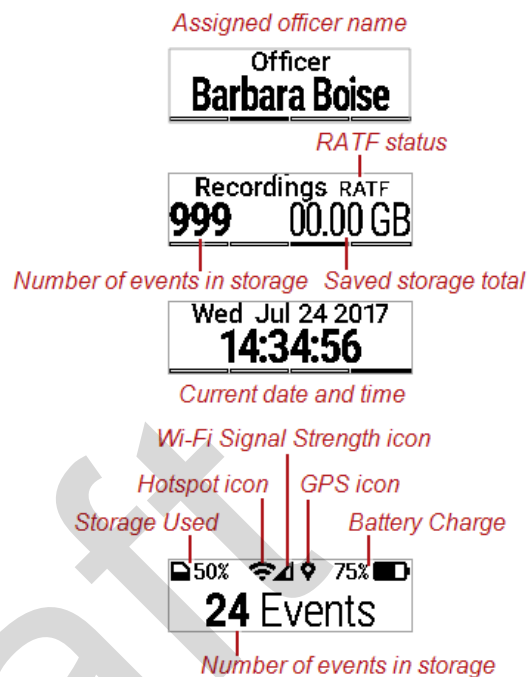 Assigned officer name
Officer
Barbara Boise
RATF status
Recordings RATF
999 00.00 GB
Number of events in storage Saved storage total
Wed Jul 24 2017
14:34:56
Current date and time
Wi-Fi Signal Strength icon
Hotspot icon GPS icon
Storage Used Battery Charge
50% 75%
24 Events
Number of events in storage